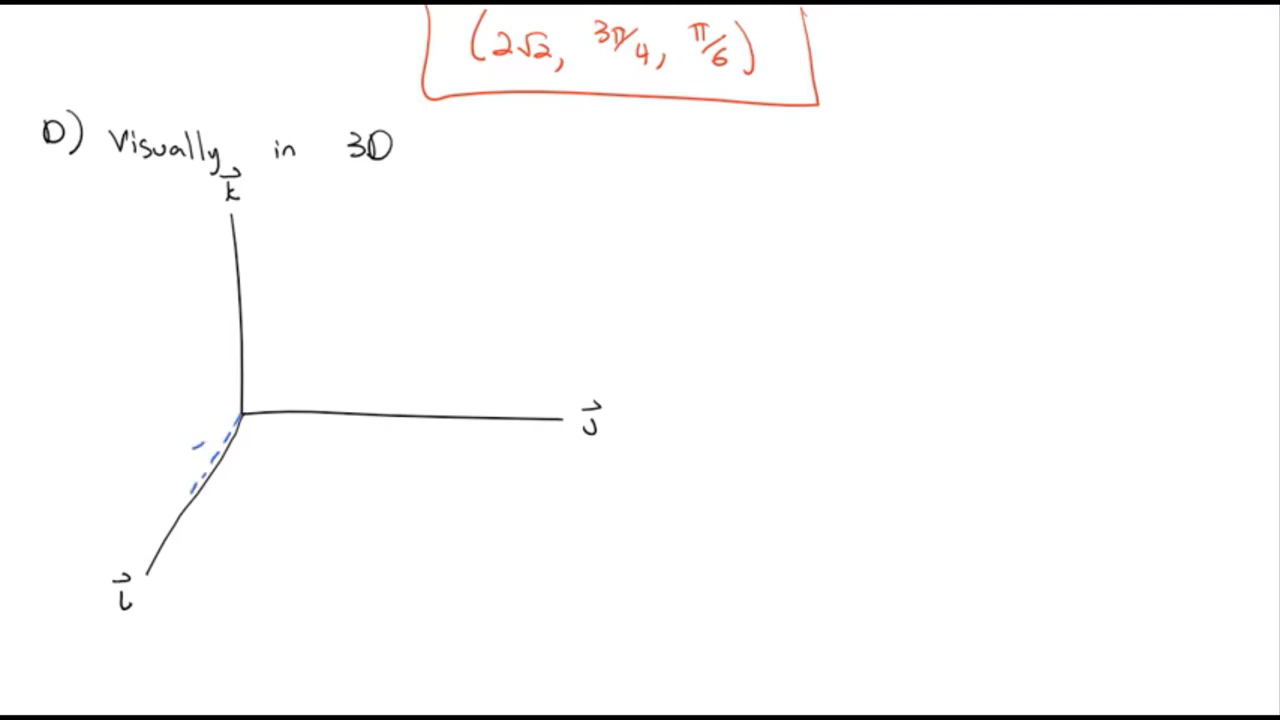 (2√2, 3π/4, π/6)
D) Visually in 3D
k⃗
j⃗
i⃗